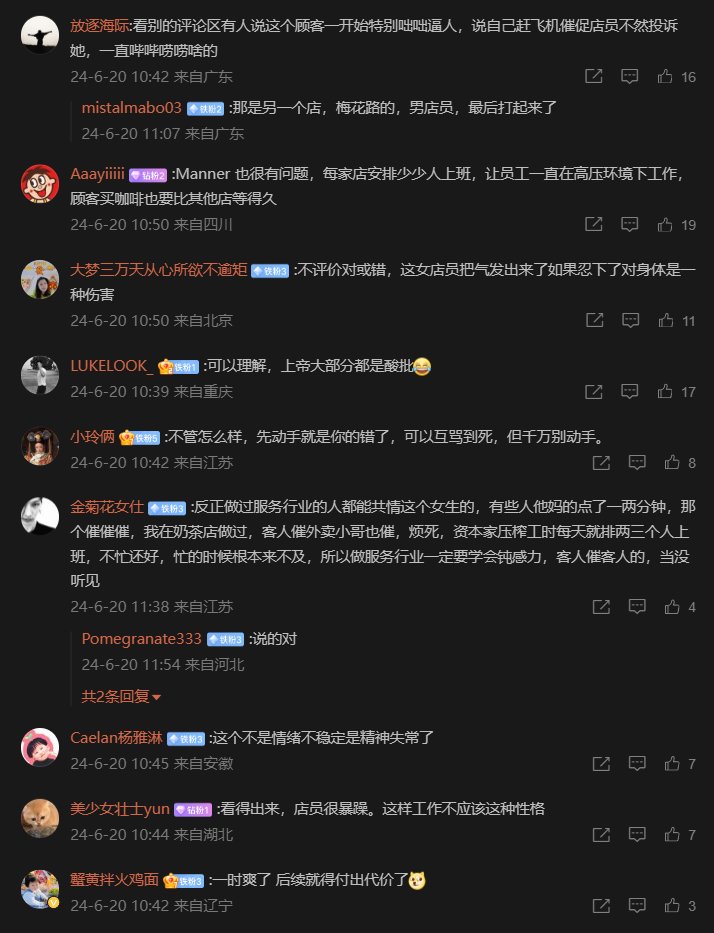 放逐海际:看别的评论区有人说这个顾客一开始特别咄咄逼人，说自己赶飞机催促店员不然投诉
她，一直哔哔唠唠啥的
24-6-20 10:42 来自广东
16
mistalmabo03 铁粉2 :那是另一个店，梅花路的，男店员，最后打起来了
24-6-20 11:07 来自广东
Aaayiiiii 钻粉2 :Manner 也很有问题，每家店安排少少人上班，让员工一直在高压环境下工作，
顾客买咖啡也要比其他店等得久
24-6-20 10:50 来自四川
19
大梦三万天从心所欲不逾矩 铁粉3 :不评价对或错，这女店员把气发出来了如果忍下了对身体是一
种伤害
24-6-20 10:50 来自北京
11
LUKELOOK_ 铁粉1 :可以理解，上帝大部分都是酸批😂
24-6-20 10:39 来自重庆
17
小玲俩 铁粉5 :不管怎么样，先动手就是你的错了，可以互骂到死，但千万别动手。
24-6-20 10:42 来自江苏
8
金菊花女仕 铁粉3 :反正做过服务行业的人都能共情这个女生的，有些人他妈的点了一两分钟，那
个催催催，我在奶茶店做过，客人催外卖小哥也催，烦死，资本家压榨工时每天就排两三个人上
班，不忙还好，忙的时候根本来不及，所以做服务行业一定要学会钝感力，客人催客人的，当没
听见
24-6-20 11:38 来自江苏
4
Pomegranate333 铁粉3 :说的对
24-6-20 11:54 来自河北
共2条回复
Caelan杨雅淋 铁粉3 :这个不是情绪不稳定是精神失常了
24-6-20 10:45 来自安徽
7
美少女壮士yun 钻粉1 :看得出来，店员很暴躁。这样工作不应该这种性格
24-6-20 10:44 来自湖北
7
蟹黄拌火鸡面 铁粉3 :一时爽了 后续就得付出代价了
24-6-20 10:42 来自辽宁
3